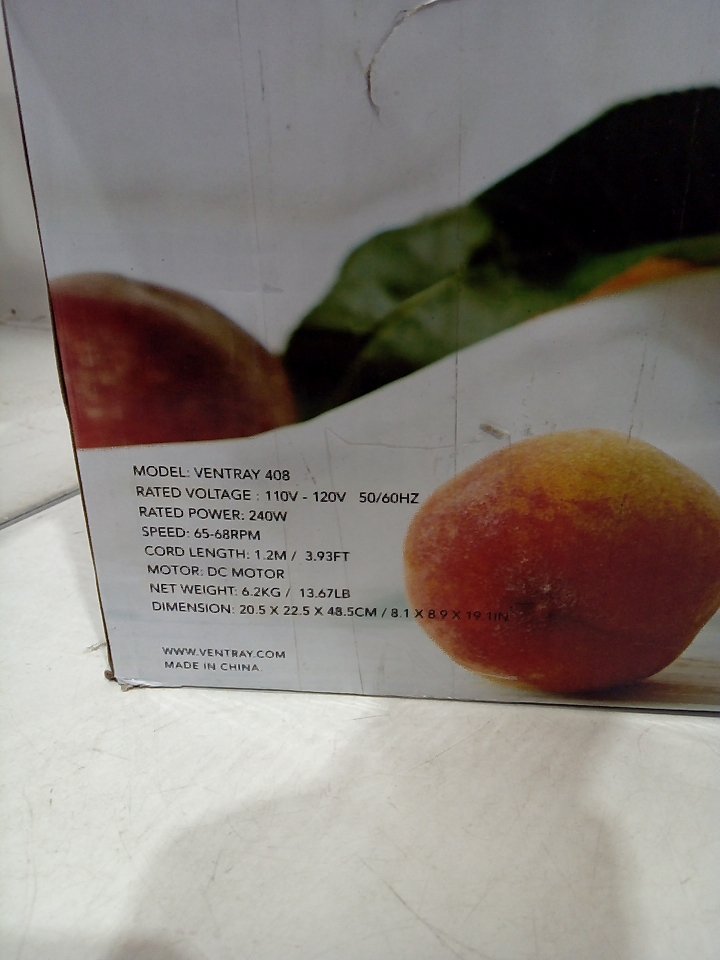 MODEL: VENTRAY 408
RATED VOLTAGE : 110V - 120V 50/60HZ
RATED POWER: 240W
SPEED: 65-68RPM
CORD LENGTH: 1.2M / 3.93FT
MOTOR: DC MOTOR
NET WEIGHT: 6.2KG / 13.67LB
DIMENSION: 20.5 X 22.5 X 48.5CM / 8.1 X 8.9 X 19.1IN
WWW.VENTRAY.COM
MADE IN CHINA.